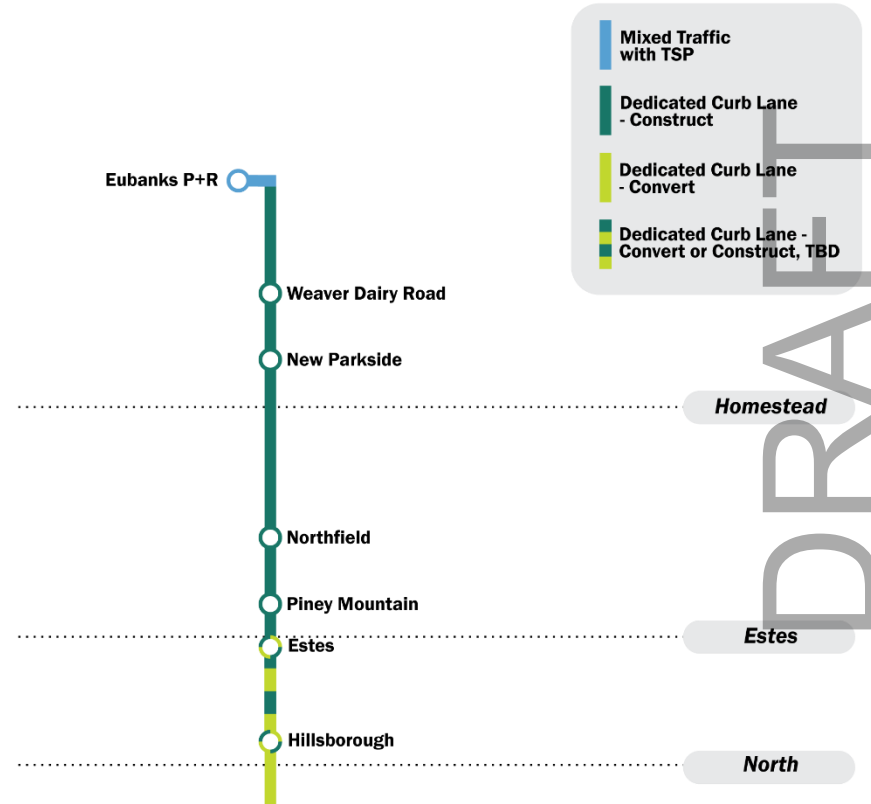 Mixed Traffic
with TSP
Dedicated Curb Lane
- Construct
Dedicated Curb Lane
- Convert
Dedicated Curb Lane -
Convert or Construct, TBD
Eubanks P+R
Weaver Dairy Road
New Parkside
Homestead
Northfield
Piney Mountain
Estes
Estes
Hillsborough
North
DRAFT